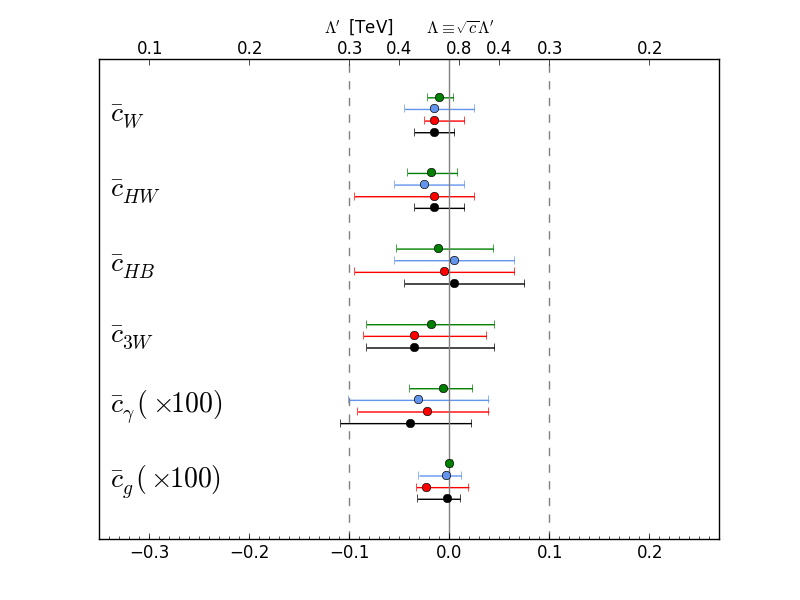 Λ′ [TeV] Λ ≡ √c Λ′
0.1 0.2 0.3 0.4 0.8 0.4 0.3 0.2
c̄_W
c̄_HW
c̄_HB
c̄_3W
c̄_γ (×100)
c̄_g (×100)
−0.3 −0.2 −0.1 0.0 0.1 0.2